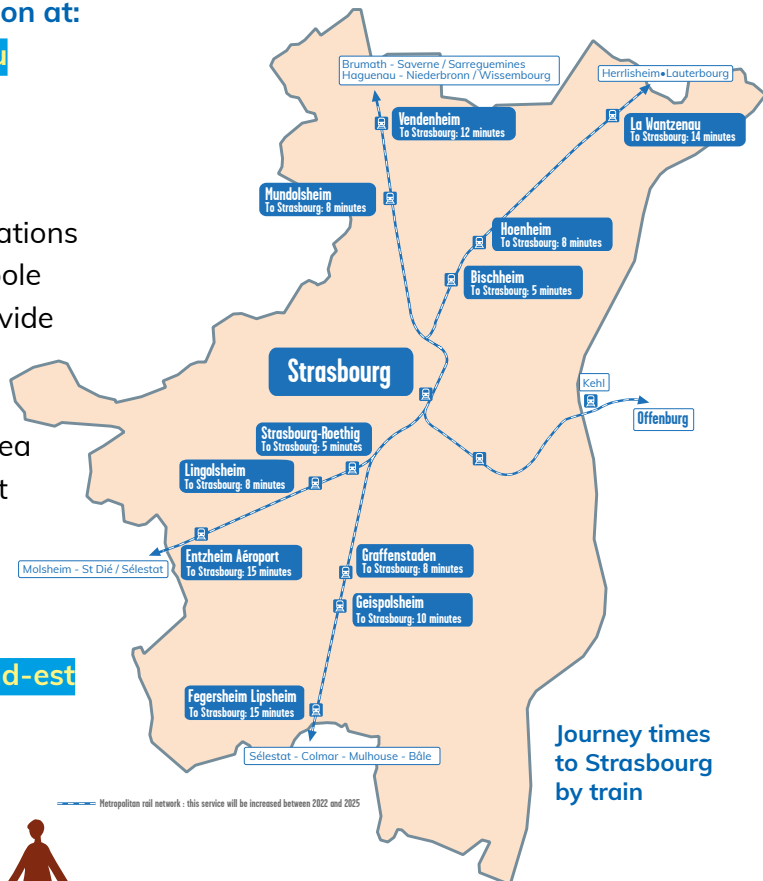 on at:
u
ations
pole
vide
ea
t
d-est
Brumath - Saverne / Sarreguemines
Haguenau - Niederbronn / Wissembourg
Herrlisheim•Lauterbourg
Vendenheim
To Strasbourg: 12 minutes
La Wantzenau
To Strasbourg: 14 minutes
Mundolsheim
To Strasbourg: 8 minutes
Hoenheim
To Strasbourg: 8 minutes
Bischheim
To Strasbourg: 5 minutes
Strasbourg
Kehl
Offenburg
Strasbourg-Roethig
To Strasbourg: 5 minutes
Lingolsheim
To Strasbourg: 8 minutes
Entzheim Aéroport
To Strasbourg: 15 minutes
Molsheim - St Dié / Sélestat
Graffenstaden
To Strasbourg: 8 minutes
Geispolsheim
To Strasbourg: 10 minutes
Fegersheim Lipsheim
To Strasbourg: 15 minutes
Sélestat - Colmar - Mulhouse - Bâle
Journey times
to Strasbourg
by train
Metropolitan rail network : this service will be increased between 2022 and 2025